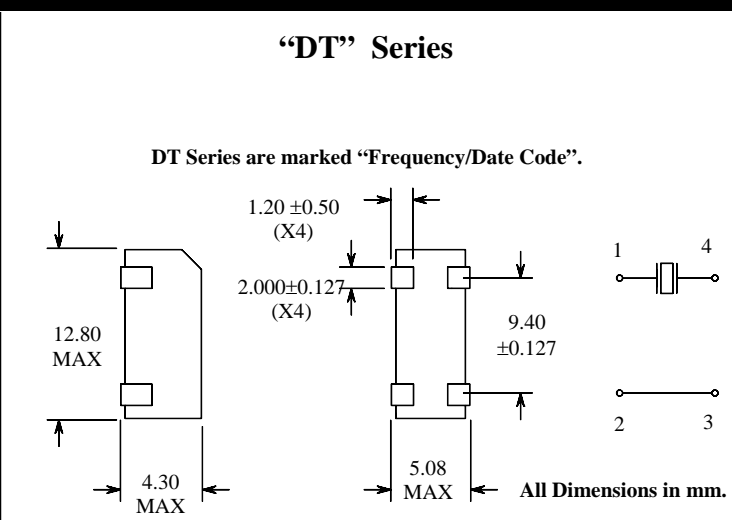 “DT” Series
DT Series are marked “Frequency/Date Code”.
1.20 ±0.50
(X4)
2.000±0.127
(X4)
12.80
MAX
9.40
±0.127
1
4
2
3
4.30
MAX
5.08
MAX
All Dimensions in mm.